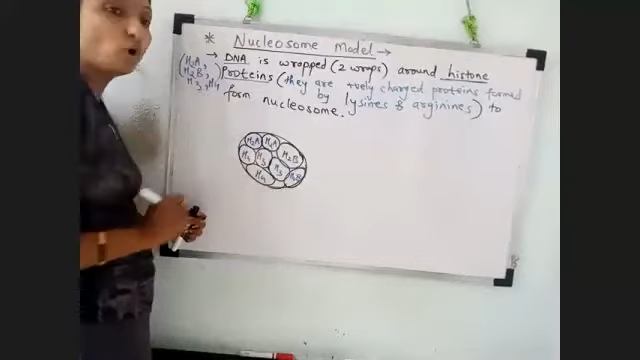 * Nucleosome Model →
→ DNA is wrapped (2 wraps) around histone
(H2A, H2B, H3, H4 Proteins (they are +vely charged proteins formed
by lysines & arginines) to
form nucleosome.
H2A H2A H2B
H4 H3 H3 H2B
H4